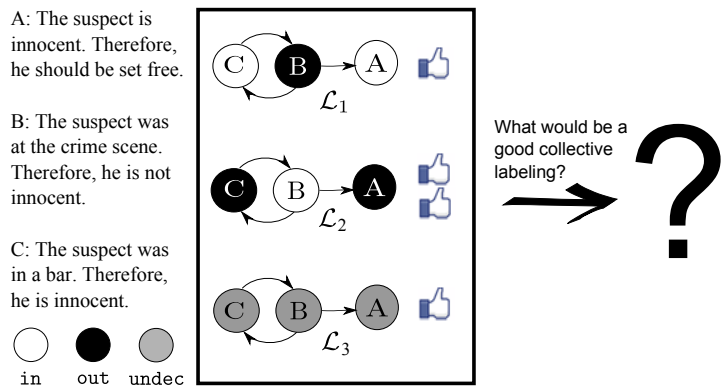 A: The suspect is
innocent. Therefore,
he should be set free.
B: The suspect was
at the crime scene.
Therefore, he is not
innocent.
C: The suspect was
in a bar. Therefore,
he is innocent.
in out undec
C B A
ℒ1
C B A
ℒ2
C B A
ℒ3
What would be a
good collective
labeling?
?